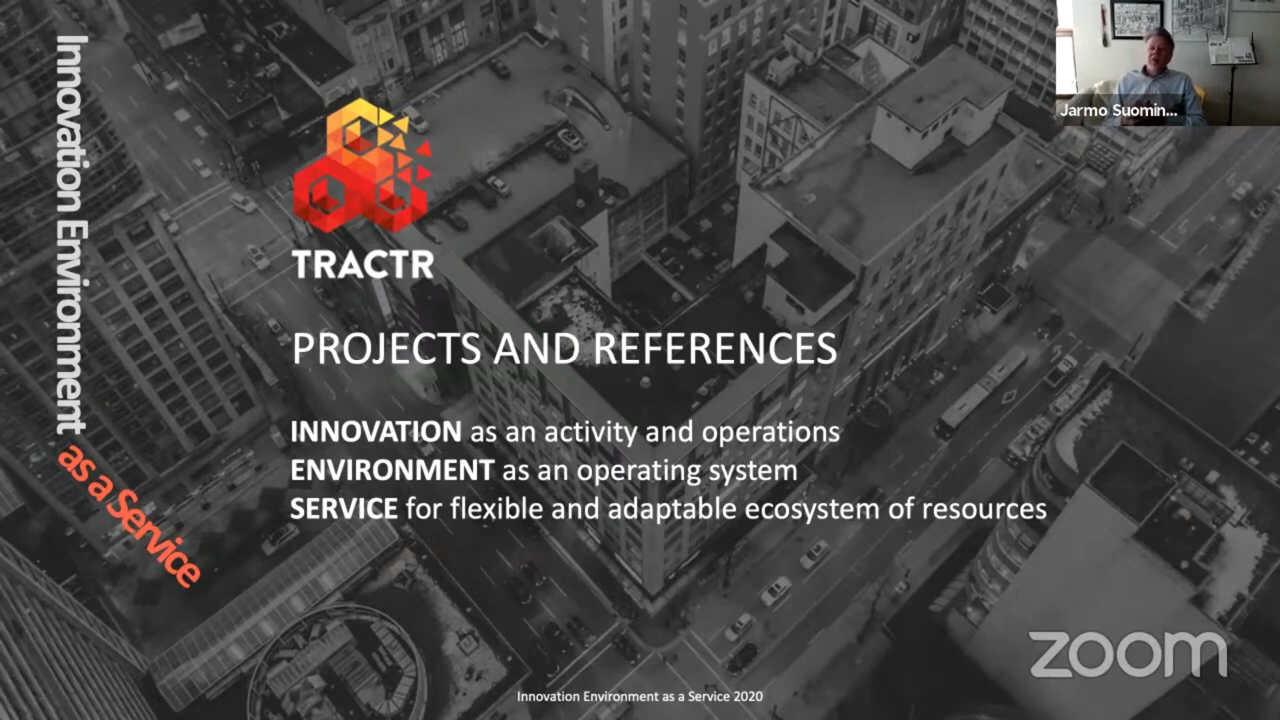 Innovation Environment
as a Service
Jarmo Suomin...
TRACTR
PROJECTS AND REFERENCES
INNOVATION as an activity and operations
ENVIRONMENT as an operating system
SERVICE for flexible and adaptable ecosystem of resources
zoom
Innovation Environment as a Service 2020